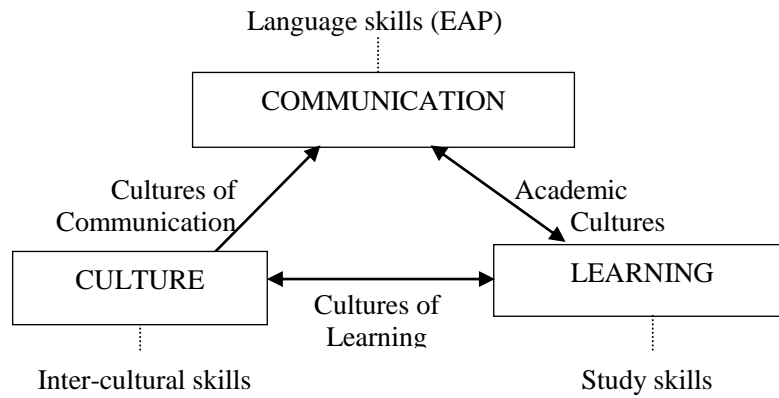 Language skills (EAP)
COMMUNICATION
Cultures of
Communication
Academic
Cultures
CULTURE
LEARNING
Cultures of
Learning
Inter-cultural skills
Study skills